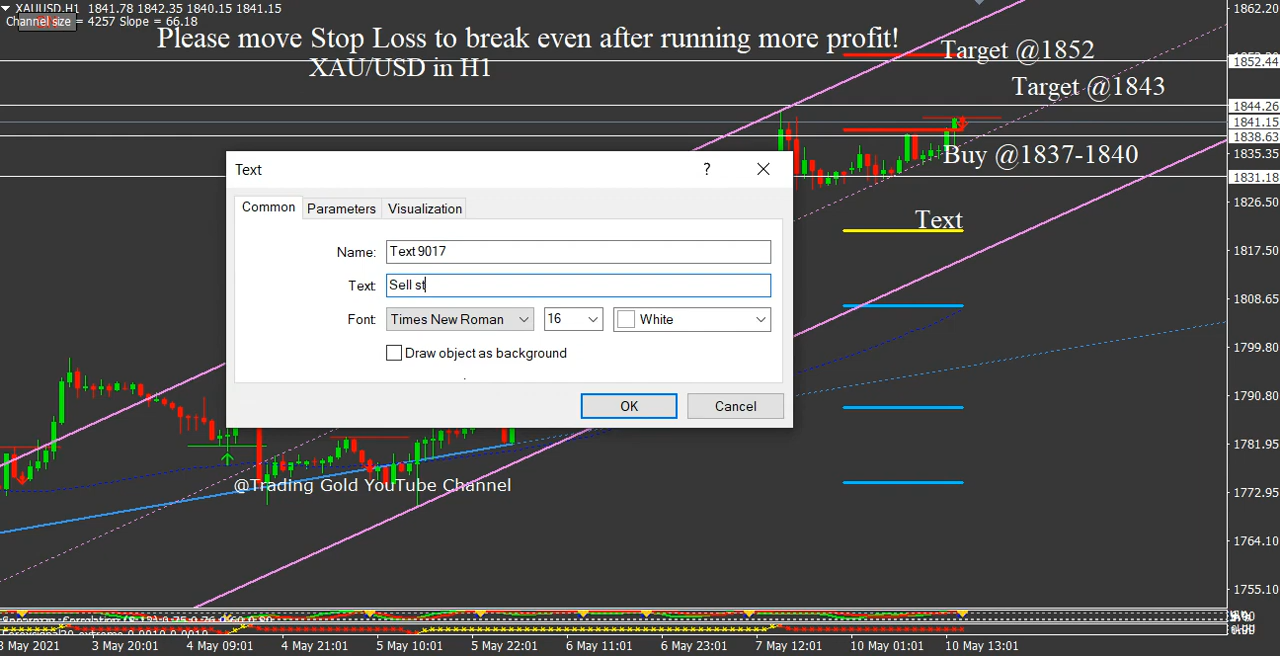 XAUUSD,H1 1841.78 1842.35 1840.15 1841.15
Channel size = 4257 Slope = 66.18
Please move Stop Loss to break even after running more profit!
XAU/USD in H1
Target @1852
Target @1843
Buy @1837-1840
Text
Text
? ×
Common Parameters Visualization
Name: Text 9017
Text: Sell st
Font: Times New Roman 16 White
Draw object as background
OK Cancel
@Trading Gold YouTube Channel
1862.20
1852.44
1844.26
1841.15
1838.63
1835.35
1831.18
1826.50
1817.50
1808.65
1799.80
1790.80
1781.95
1772.95
1764.10
1755.10
May 2021 3 May 20:01 4 May 09:01 4 May 21:01 5 May 10:01 5 May 22:01 6 May 11:01 6 May 23:01 7 May 12:01 10 May 01:01 10 May 13:01